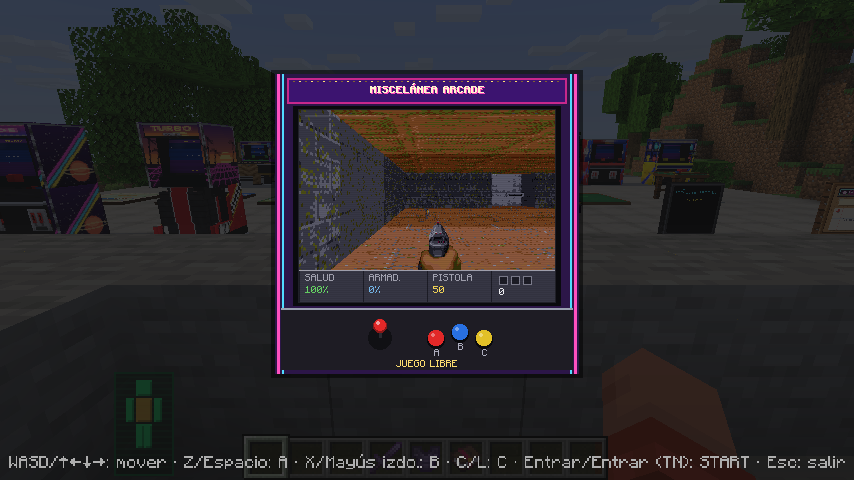 MISCELÁNEA ARCADE
TURBO
SALUD
100%
ARMAD.
0%
PISTOLA
50
0
A
B
C
JUEGO LIBRE
WASD/↑←↓→: mover · Z/Espacio: A · X/Mayús izdo.: B · C/L: C · Entrar/Entrar (TN): START · Esc: salir